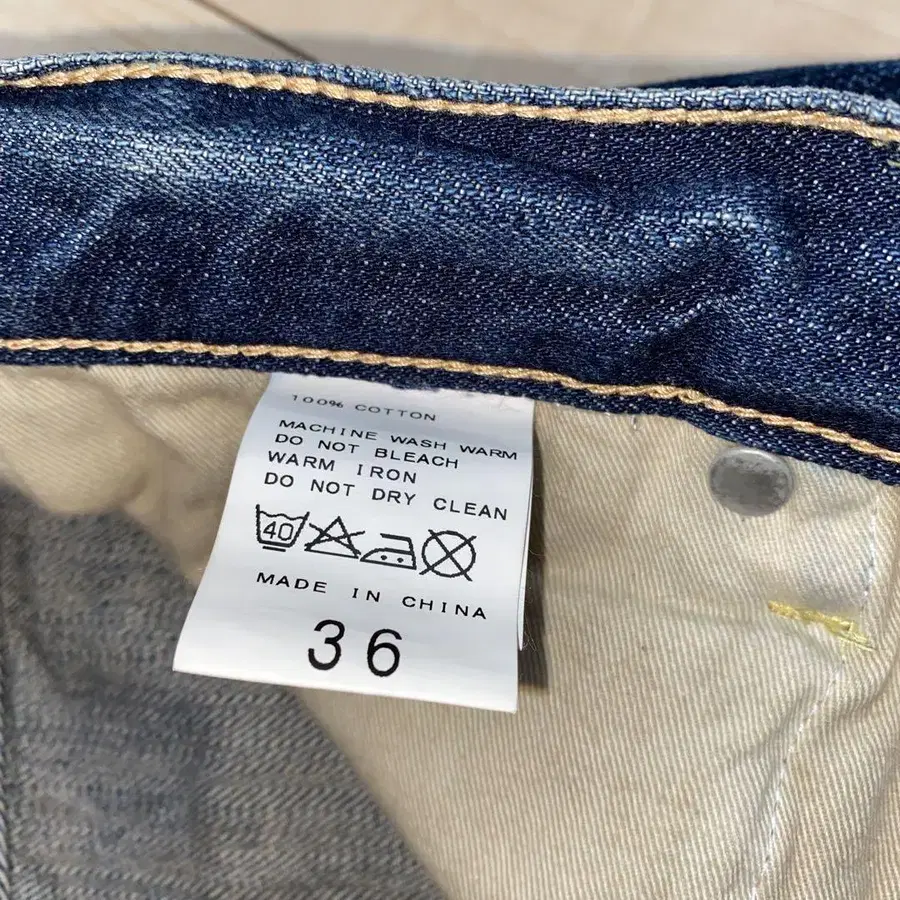 100% COTTON
MACHINE WASH WARM
DO NOT BLEACH
WARM IRON
DO NOT DRY CLEAN
40
MADE IN CHINA
36